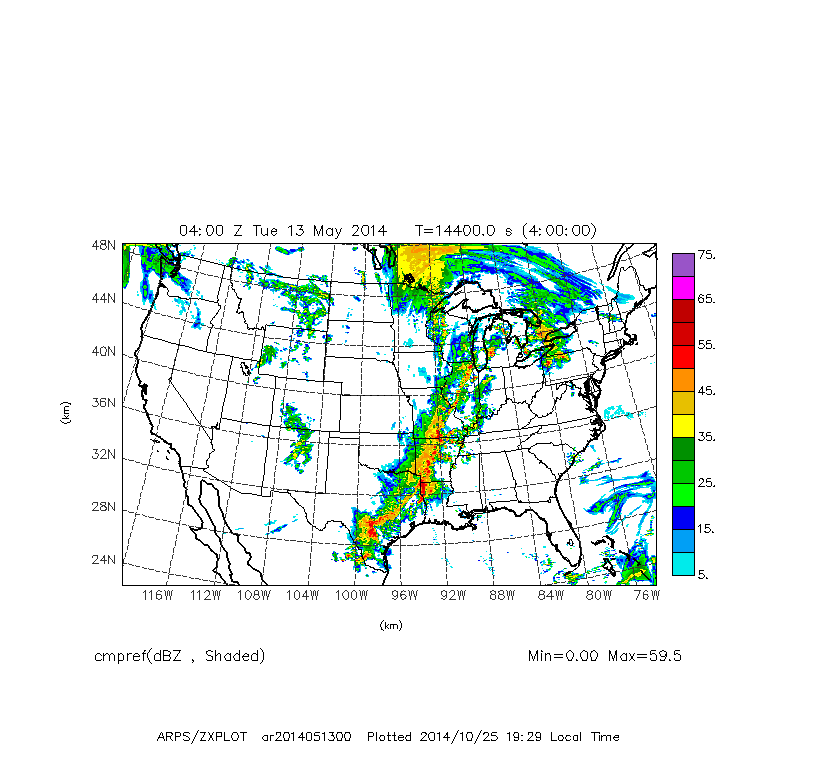 04:00 Z Tue 13 May 2014 T=14400.0 s (4:00:00)
48N
44N
40N
36N
32N
28N
24N
(km)
75.
65.
55.
45.
35.
25.
15.
5.
116W 112W 108W 104W 100W 96W 92W 88W 84W 80W 76W
(km)
cmpref(dBZ , Shaded) Min=0.00 Max=59.5
ARPS/ZXPLOT ar2014051300 Plotted 2014/10/25 19:29 Local Time